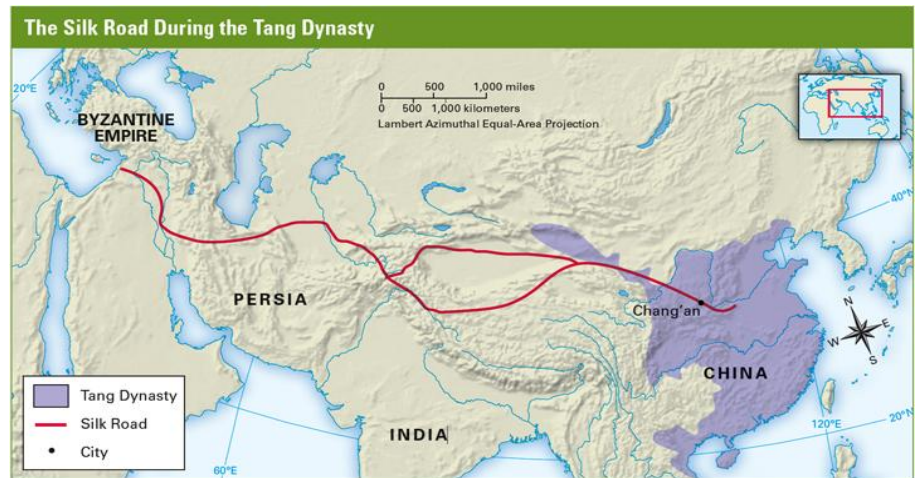 The Silk Road During the Tang Dynasty
20°E
0 500 1,000 miles
0 500 1,000 kilometers
Lambert Azimuthal Equal-Area Projection
BYZANTINE
EMPIRE
40°N
PERSIA
Chang'an
N
W E
S
CHINA
INDIA
Tang Dynasty
Silk Road
City
60°E
120°E
20°N